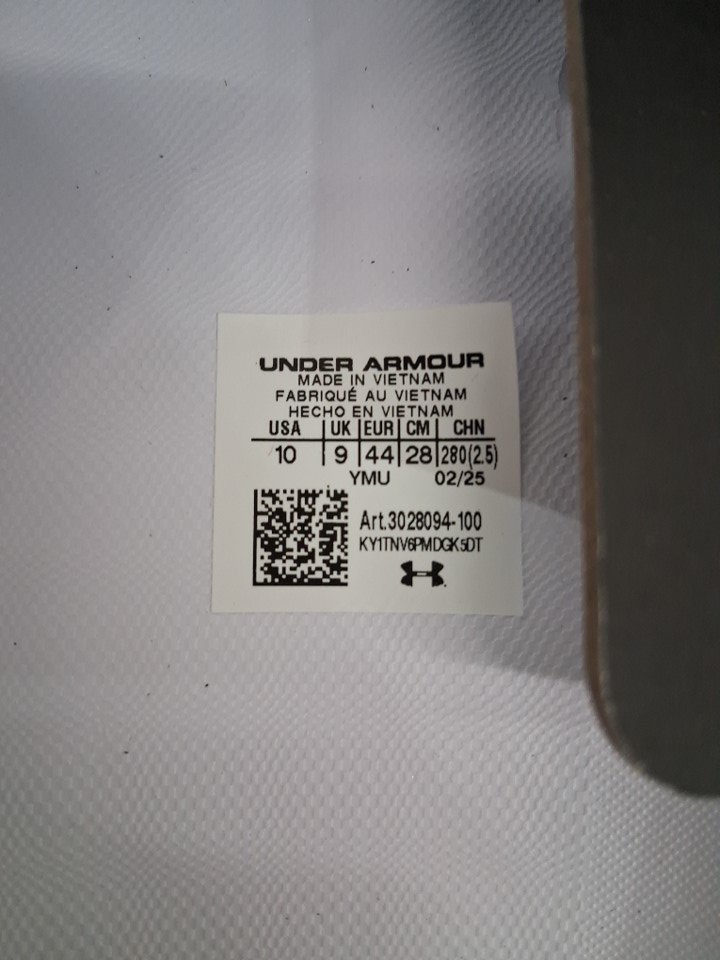 UNDER ARMOUR
MADE IN VIETNAM
FABRIQUÉ AU VIETNAM
HECHO EN VIETNAM
USA UK EUR CM CHN
10 9 44 28 280(2.5)
YMU 02/25
Art.3028094-100
KY1TNV6PMDGK5DT